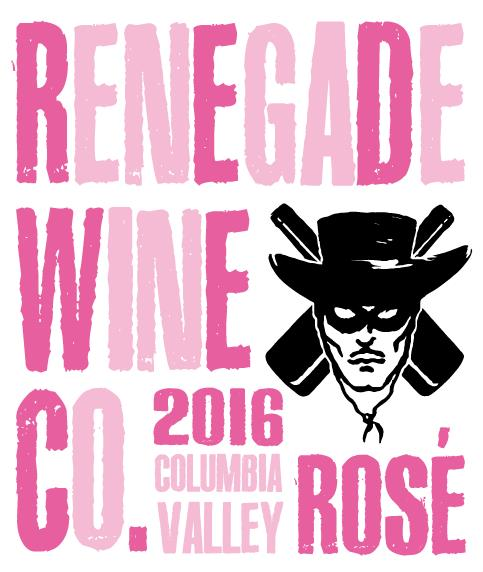 RENEGADE
WINE
CO.
2016
COLUMBIA
VALLEY
ROSÉ